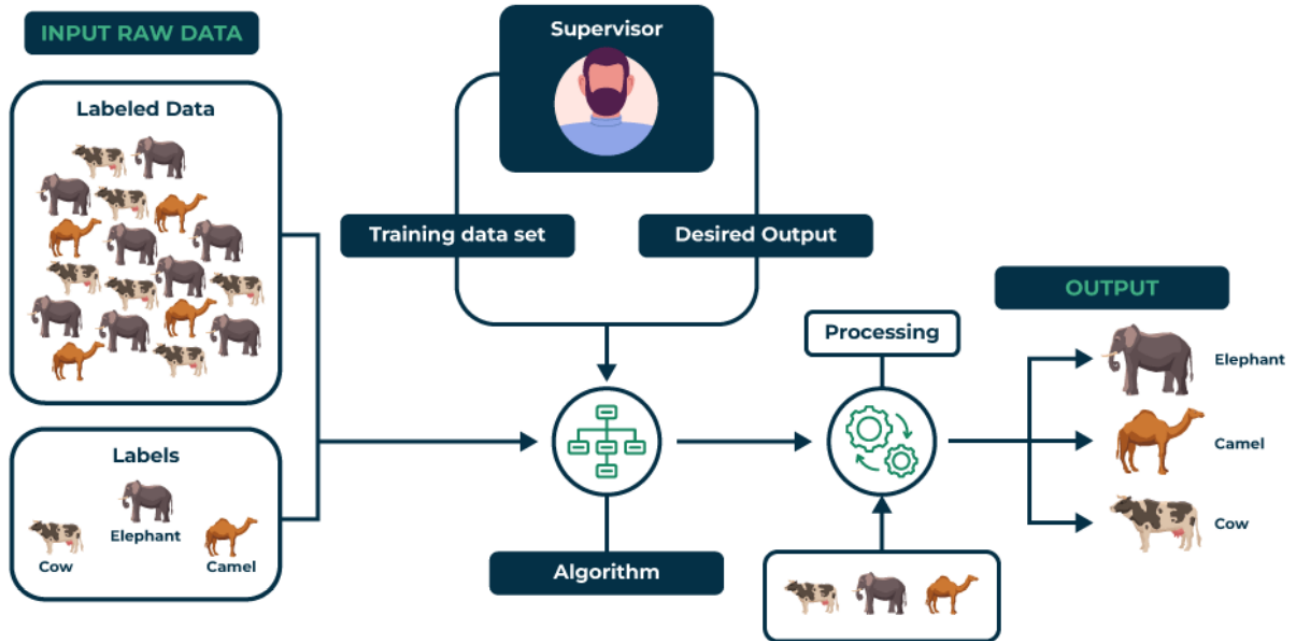 INPUT RAW DATA
Labeled Data
Labels
Elephant
Cow
Camel
Supervisor
Training data set
Desired Output
Algorithm
Processing
OUTPUT
Elephant
Camel
Cow